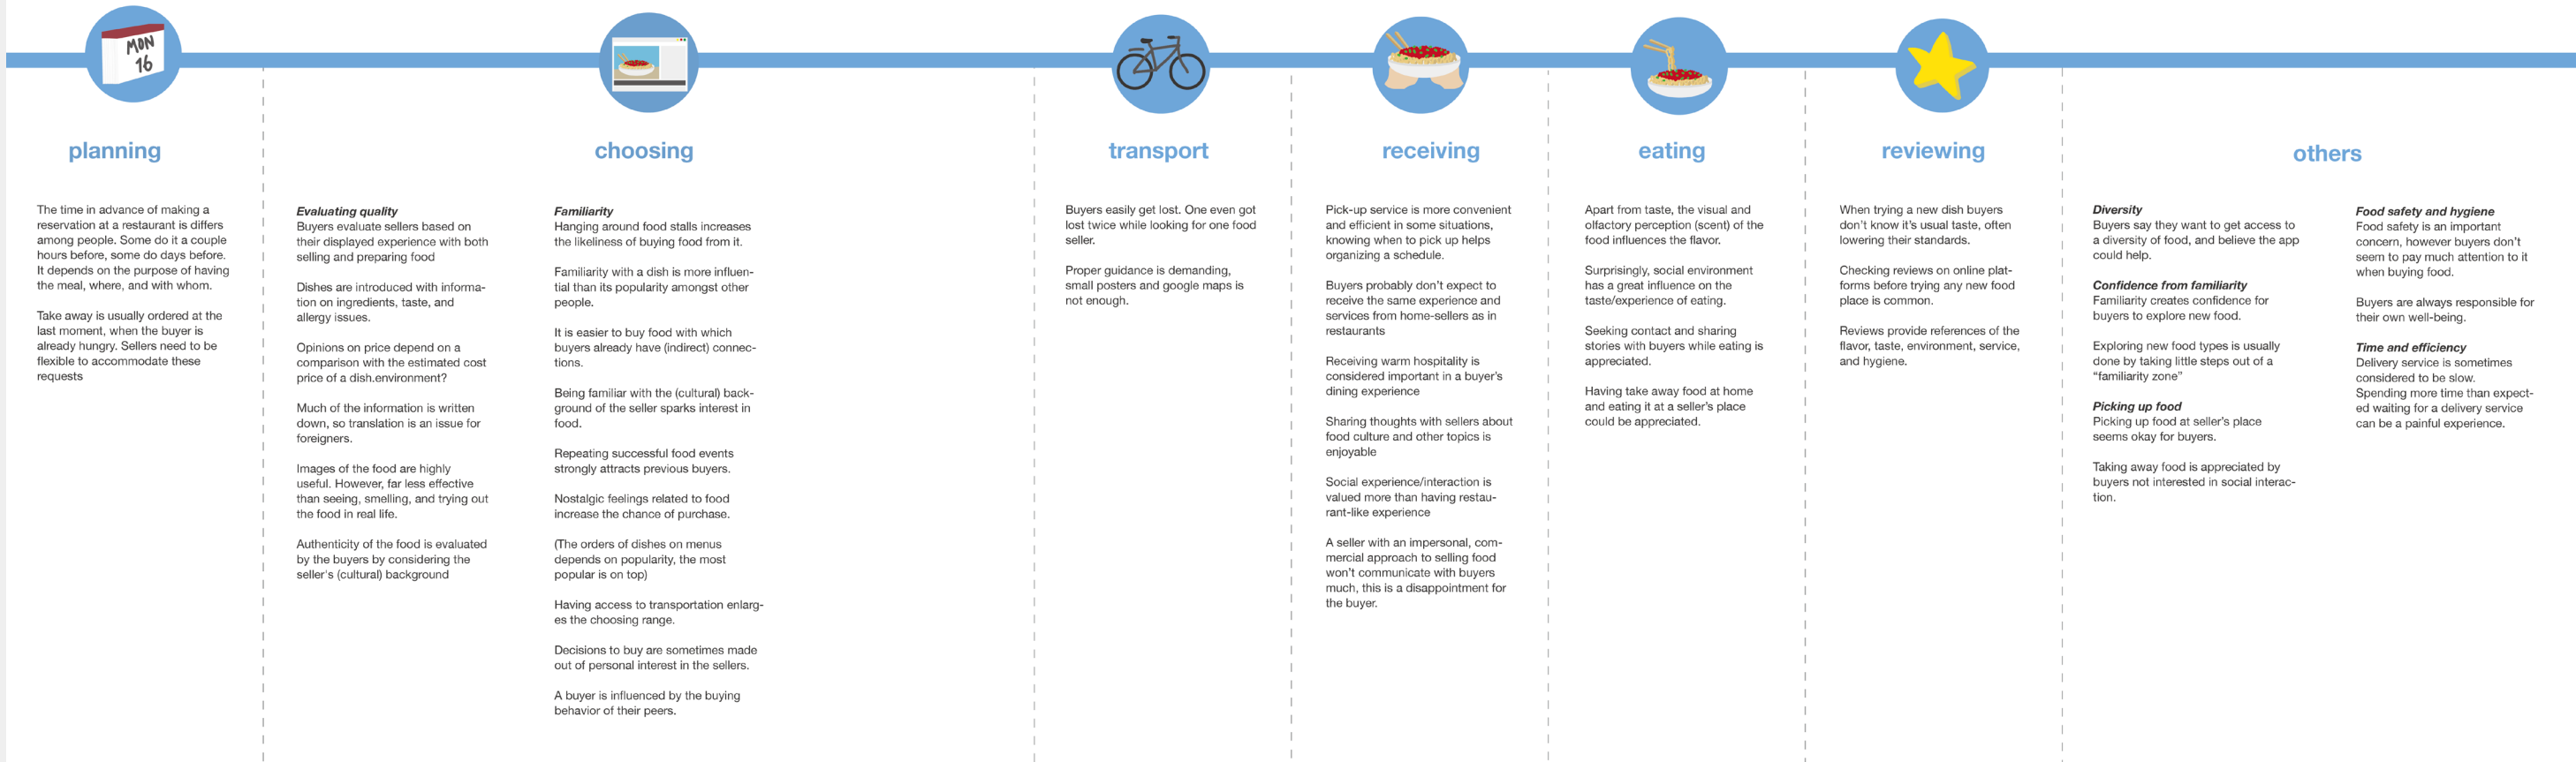 MON
16
planning
The time in advance of making a
reservation at a restaurant is differs
among people. Some do it a couple
hours before, some do days before.
It depends on the purpose of having
the meal, where, and with whom.
Take away is usually ordered at the
last moment, when the buyer is
already hungry. Sellers need to be
flexible to accommodate these
requests
choosing
Evaluating quality
Buyers evaluate sellers based on
their displayed experience with both
selling and preparing food
Dishes are introduced with informa-
tion on ingredients, taste, and
allergy issues.
Opinions on price depend on a
comparison with the estimated cost
price of a dish.environment?
Much of the information is written
down, so translation is an issue for
foreigners.
Images of the food are highly
useful. However, far less effective
than seeing, smelling, and trying out
the food in real life.
Authenticity of the food is evaluated
by the buyers by considering the
seller's (cultural) background
Familiarity
Hanging around food stalls increases
the likeliness of buying food from it.
Familiarity with a dish is more influen-
tial than its popularity amongst other
people.
It is easier to buy food with which
buyers already have (indirect) connec-
tions.
Being familiar with the (cultural) back-
ground of the seller sparks interest in
food.
Repeating successful food events
strongly attracts previous buyers.
Nostalgic feelings related to food
increase the chance of purchase.
(The orders of dishes on menus
depends on popularity, the most
popular is on top)
Having access to transportation enlarg-
es the choosing range.
Decisions to buy are sometimes made
out of personal interest in the sellers.
A buyer is influenced by the buying
behavior of their peers.
transport
Buyers easily get lost. One even got
lost twice while looking for one food
seller.
Proper guidance is demanding,
small posters and google maps is
not enough.
receiving
Pick-up service is more convenient
and efficient in some situations,
knowing when to pick up helps
organizing a schedule.
Buyers probably don't expect to
receive the same experience and
services from home-sellers as in
restaurants
Receiving warm hospitality is
considered important in a buyer's
dining experience
Sharing thoughts with sellers about
food culture and other topics is
enjoyable
Social experience/interaction is
valued more than having restau-
rant-like experience
A seller with an impersonal, com-
mercial approach to selling food
won't communicate with buyers
much, this is a disappointment for
the buyer.
eating
Apart from taste, the visual and
olfactory perception (scent) of the
food influences the flavor.
Surprisingly, social environment
has a great influence on the
taste/experience of eating.
Seeking contact and sharing
stories with buyers while eating is
appreciated.
Having take away food at home
and eating it at a seller's place
could be appreciated.
reviewing
When trying a new dish buyers
don't know it's usual taste, often
lowering their standards.
Checking reviews on online plat-
forms before trying any new food
place is common.
Reviews provide references of the
flavor, taste, environment, service,
and hygiene.
others
Diversity
Buyers say they want to get access to
a diversity of food, and believe the app
could help.
Confidence from familiarity
Familiarity creates confidence for
buyers to explore new food.
Exploring new food types is usually
done by taking little steps out of a
"familiarity zone"
Picking up food
Picking up food at seller's place
seems okay for buyers.
Taking away food is appreciated by
buyers not interested in social interac-
tion.
Food safety and hygiene
Food safety is an important
concern, however buyers don't
seem to pay much attention to it
when buying food.
Buyers are always responsible for
their own well-being.
Time and efficiency
Delivery service is sometimes
considered to be slow.
Spending more time than expect-
ed waiting for a delivery service
can be a painful experience.